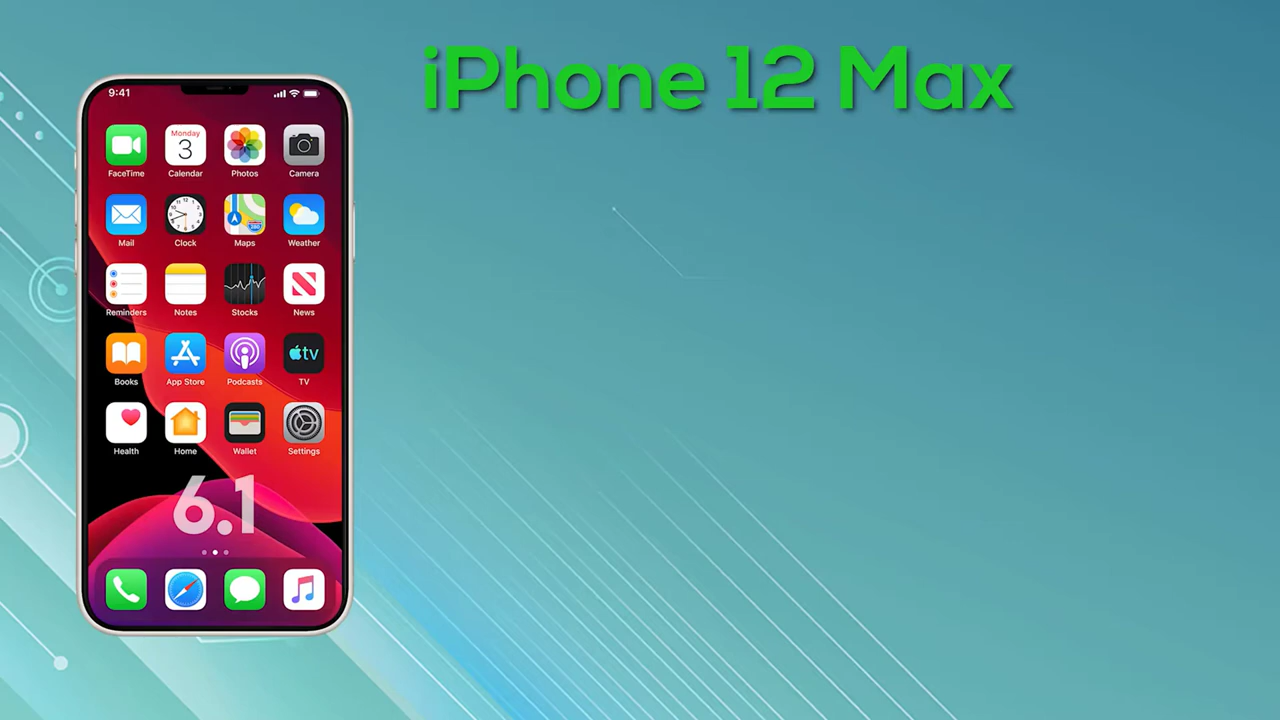 iPhone 12 Max
9:41
Monday
3
FaceTime Calendar Photos Camera
Mail Clock Maps Weather
Reminders Notes Stocks News
tv
Books App Store Podcasts TV
Health Home Wallet Settings
6.1